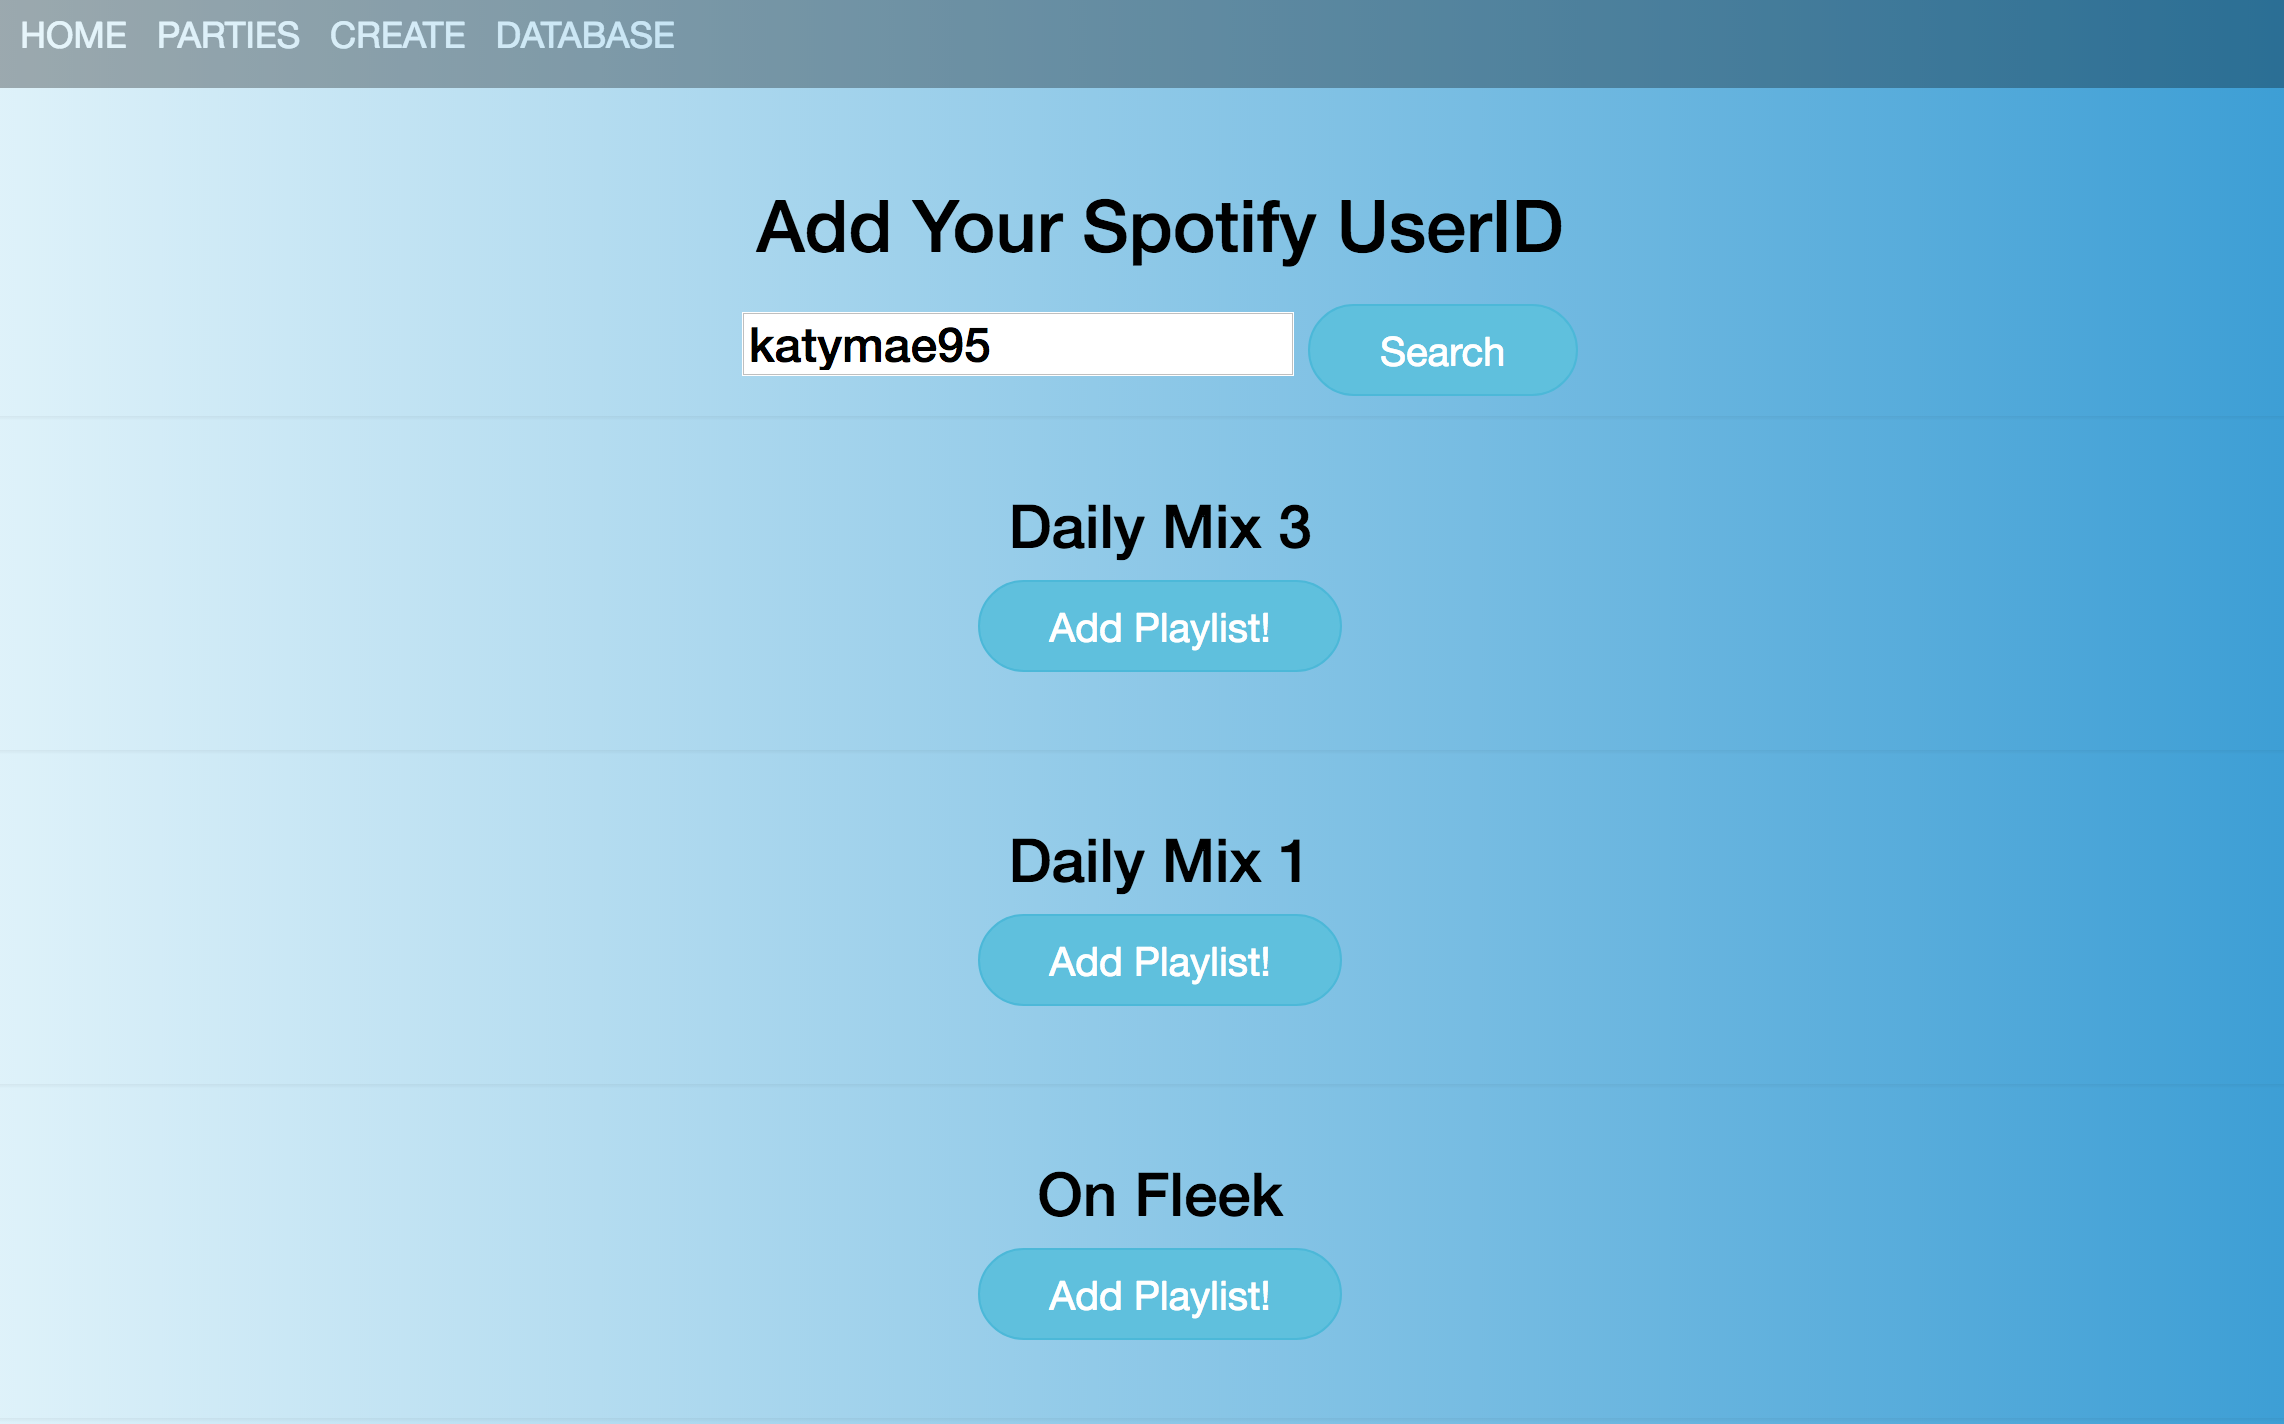 HOME PARTIES CREATE DATABASE
Add Your Spotify UserID
katymae95 Search
Daily Mix 3
Add Playlist!
Daily Mix 1
Add Playlist!
On Fleek
Add Playlist!